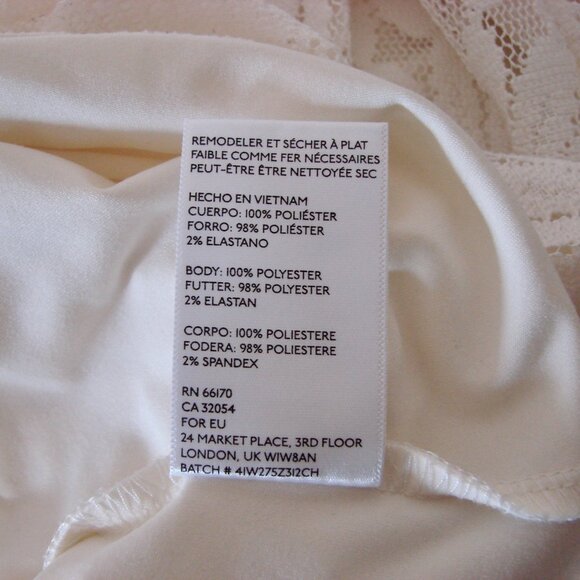 REMODELER ET SÉCHER À PLAT
FAIBLE COMME FER NÉCESSAIRES
PEUT-ÊTRE ÊTRE NETTOYÉE SEC
HECHO EN VIETNAM
CUERPO: 100% POLIÉSTER
FORRO: 98% POLIÉSTER
2% ELASTANO
BODY: 100% POLYESTER
FUTTER: 98% POLYESTER
2% ELASTAN
CORPO: 100% POLIESTERE
FODERA: 98% POLIESTERE
2% SPANDEX
RN 66170
CA 32054
FOR EU
24 MARKET PLACE, 3RD FLOOR
LONDON, UK W1W8AN
BATCH # 41W275Z312CH